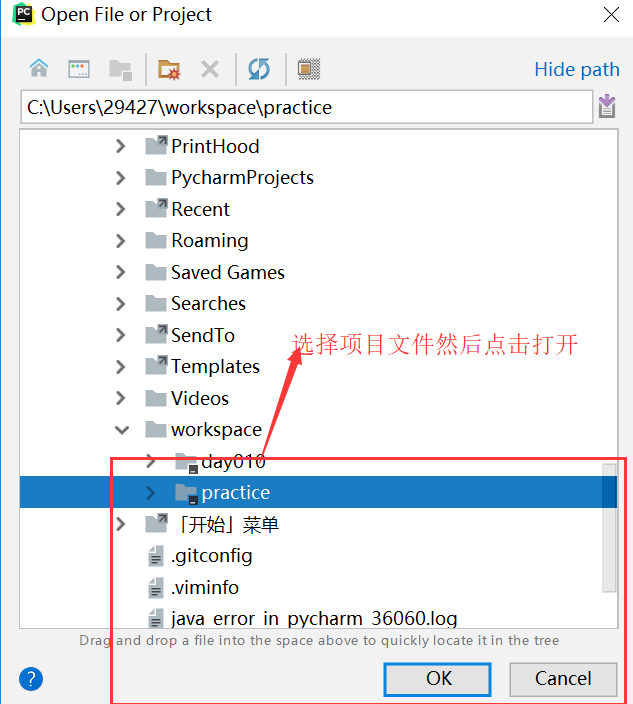 PC
Open File or Project
Hide path
C:\Users\29427\workspace\practice
PrintHood
PycharmProjects
Recent
Roaming
Saved Games
Searches
SendTo
选择项目文件然后点击打开
Templates
Videos
workspace
day010
practice
「开始」菜单
.gitconfig
.viminfo
java_error_in_pycharm_36060.log
Drag and drop a file into the space above to quickly locate it in the tree
?
OK
Cancel